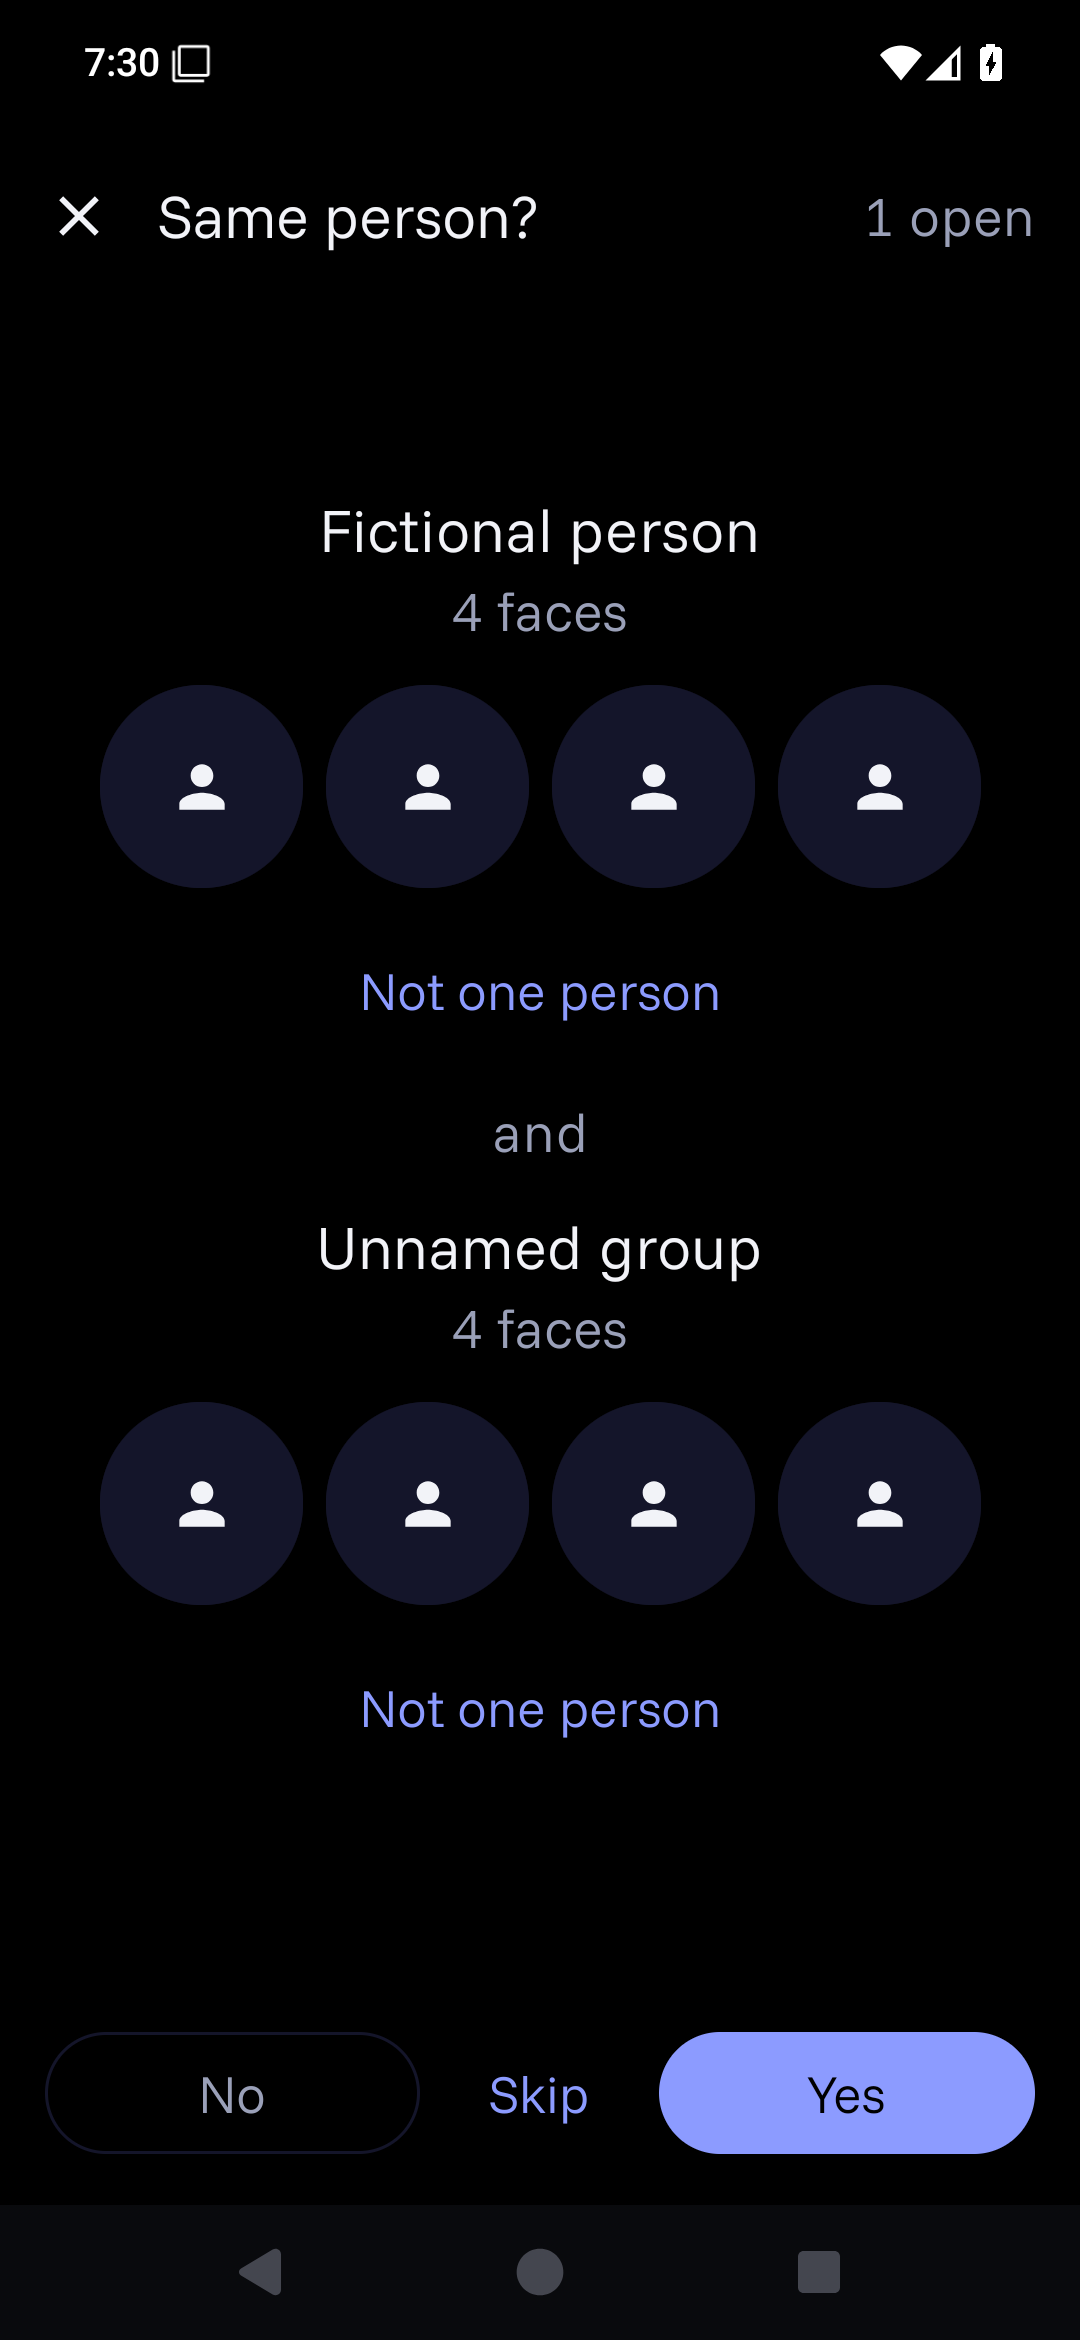 7:30
Same person?
1 open
Fictional person
4 faces
Not one person
and
Unnamed group
4 faces
Not one person
No
Skip
Yes